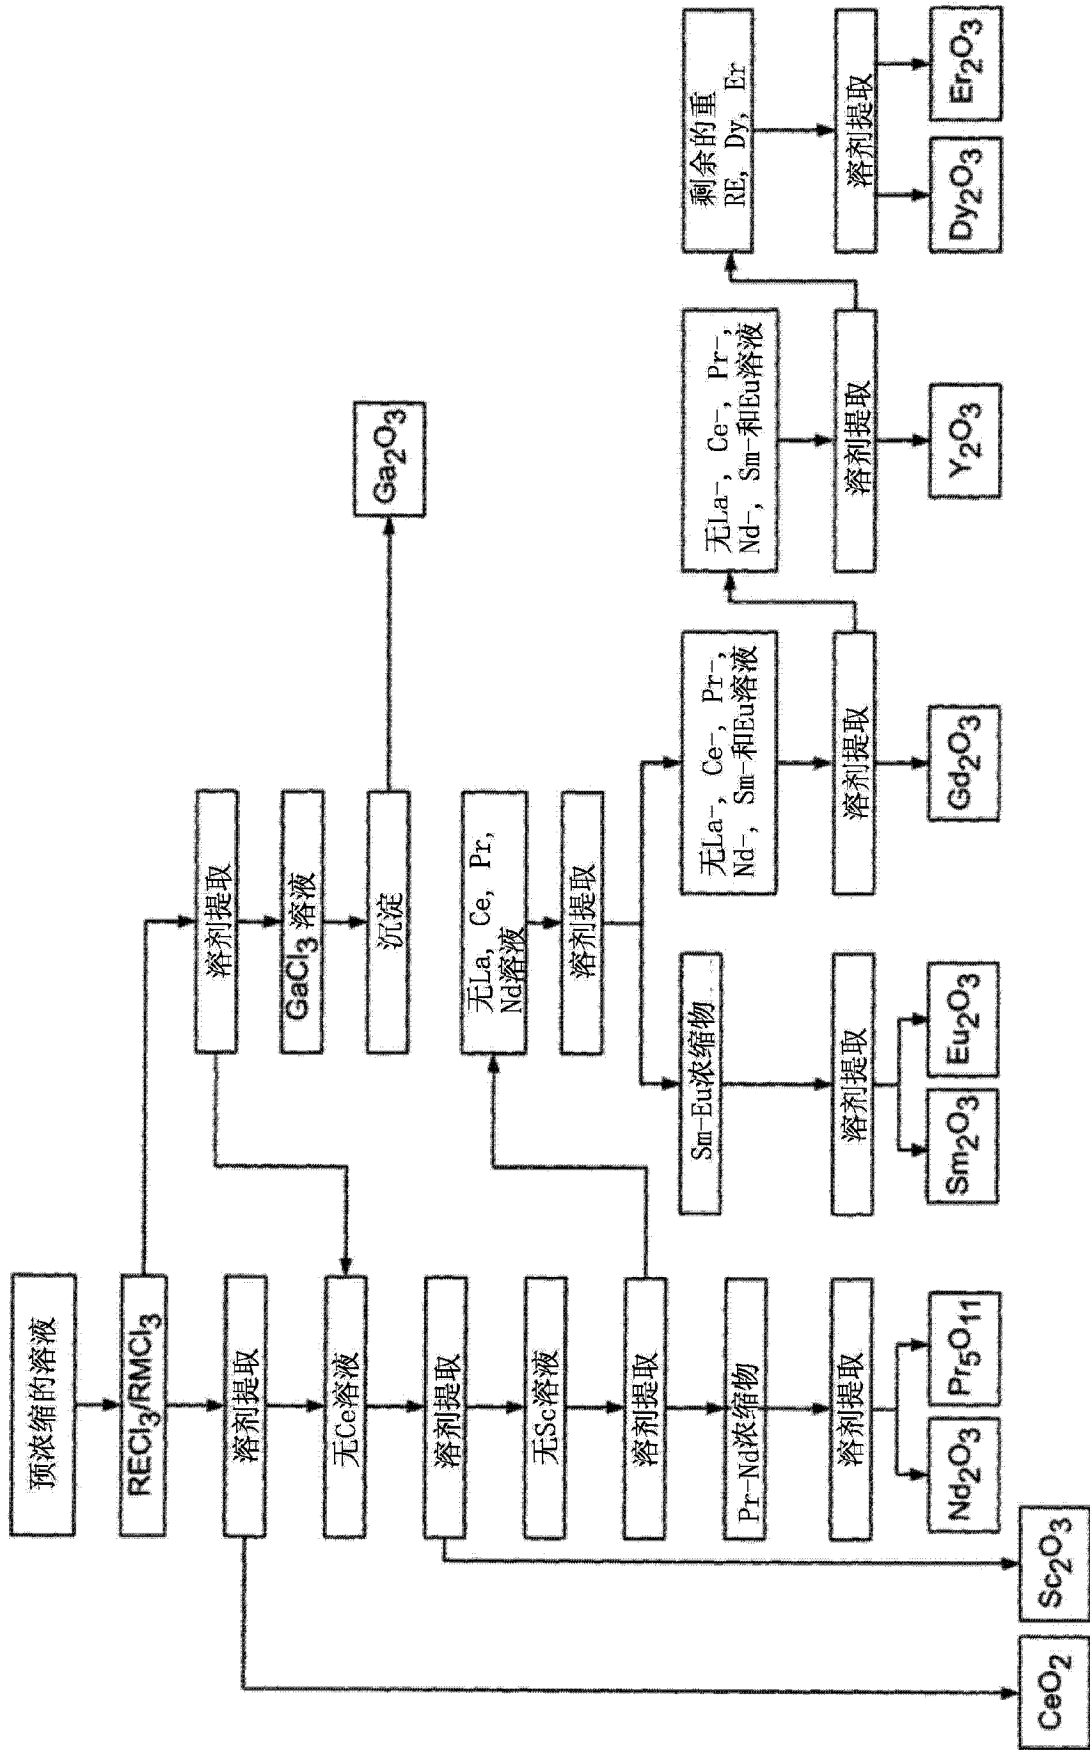 预浓缩的溶液
RECl3/RMCl3
溶剂提取
无Ce溶液
溶剂提取
无Sc溶液
溶剂提取
Pr-Nd浓缩物
溶剂提取
Nd2O3
Pr5O11
Sc2O3
CeO2
溶剂提取
GaCl3 溶液
沉淀
Ga2O3
无La, Ce, Pr,
Nd溶液
溶剂提取
Sm-Eu浓缩物
溶剂提取
Sm2O3
Eu2O3
无La-, Ce-, Pr-,
Nd-, Sm-和Eu溶液
溶剂提取
Gd2O3
无La-, Ce-, Pr-,
Nd-, Sm-和Eu溶液
溶剂提取
Y2O3
剩余的重
RE, Dy, Er
溶剂提取
Dy2O3
Er2O3